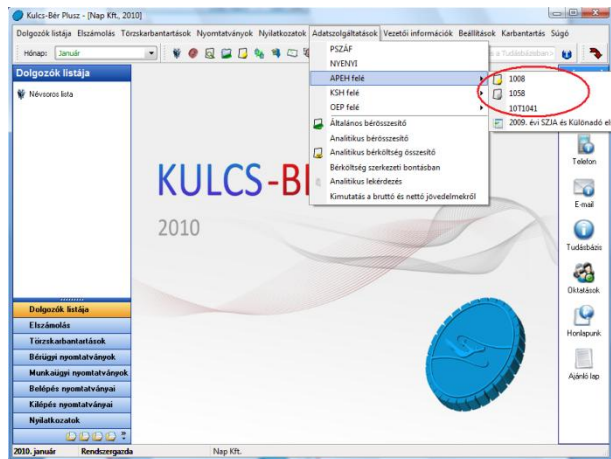 Kulcs-Bér Plusz - [Nap Kft., 2010]
Dolgozók listája Elszámolás Törzskarbantartások Nyomtatványok Nyilatkozatok Adatszolgáltatások Vezetői információk Beállítások Karbantartás Súgó
Hónap: Január
a Tudásbázisban>
Dolgozók listája
Névsoros lista
PSZÁF
NYENYI
APEH felé
KSH felé
OEP felé
Általános bérösszesítő
Analitikus bérösszesítő
Analitikus bérköltség összesítő
Bérköltség szerkezeti bontásban
Analitikus lekérdezés
Kimutatás a bruttó és nettó jövedelmekről
1008
1058
10T1041
2009. évi SZJA és Különadó el
KULCS-BÉ
2010
Telefon
E-mail
Tudásbázis
Oktatások
Honlapunk
Ajánló lap
Dolgozók listája
Elszámolás
Törzskarbantartások
Bérügyi nyomtatványok
Munkaügyi nyomtatványok
Belépés nyomtatványai
Kilépés nyomtatványai
Nyilatkozatok
2010. január Rendszergazda Nap Kft.